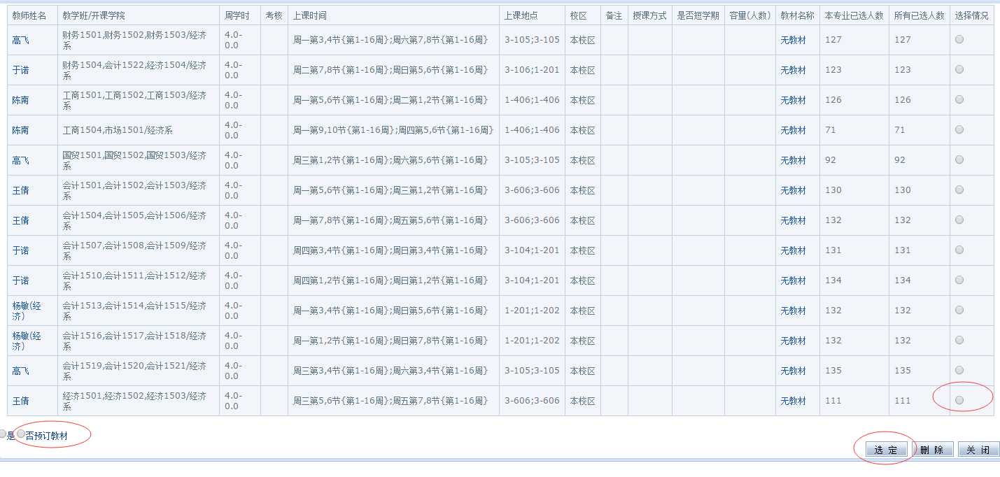 教师姓名 教学班/开课学院 周学时 考核 上课时间 上课地点 校区 备注 授课方式 是否短学期 容量(人数) 教材名称 本专业已选人数 所有已选人数 选择情况
高飞 财务1501,财务1502,财务1503/经济系 4.0-0.0 周一第3,4节{第1-16周};周六第7,8节{第1-16周} 3-105;3-105 本校区 无教材 127 127
于诺 财务1504,会计1522,经济1504/经济系 4.0-0.0 周二第7,8节{第1-16周};周日第5,6节{第1-16周} 3-106;1-201 本校区 无教材 123 123
陈南 工商1501,工商1502,工商1503/经济系 4.0-0.0 周一第5,6节{第1-16周};周二第1,2节{第1-16周} 1-406;1-406 本校区 无教材 126 126
陈南 工商1504,市场1501/经济系 4.0-0.0 周一第9,10节{第1-16周};周四第5,6节{第1-16周} 1-406;1-406 本校区 无教材 71 71
高飞 国贸1501,国贸1502,国贸1503/经济系 4.0-0.0 周三第1,2节{第1-16周};周六第5,6节{第1-16周} 3-105;3-105 本校区 无教材 92 92
王倩 会计1501,会计1502,会计1503/经济系 4.0-0.0 周一第5,6节{第1-16周};周三第1,2节{第1-16周} 3-606;3-606 本校区 无教材 130 130
王倩 会计1504,会计1505,会计1506/经济系 4.0-0.0 周一第7,8节{第1-16周};周五第5,6节{第1-16周} 3-606;3-606 本校区 无教材 132 132
于诺 会计1507,会计1508,会计1509/经济系 4.0-0.0 周四第3,4节{第1-16周};周日第3,4节{第1-16周} 3-104;1-201 本校区 无教材 131 131
于诺 会计1510,会计1511,会计1512/经济系 4.0-0.0 周四第1,2节{第1-16周};周日第1,2节{第1-16周} 3-104;1-201 本校区 无教材 134 134
杨敏(经济) 会计1513,会计1514,会计1515/经济系 4.0-0.0 周一第3,4节{第1-16周};周日第5,6节{第1-16周} 1-201;1-202 本校区 无教材 132 132
杨敏(经济) 会计1516,会计1517,会计1518/经济系 4.0-0.0 周一第1,2节{第1-16周};周日第7,8节{第1-16周} 1-201;1-202 本校区 无教材 132 132
高飞 会计1519,会计1520,会计1521/经济系 4.0-0.0 周三第3,4节{第1-16周};周六第3,4节{第1-16周} 3-105;3-105 本校区 无教材 135 135
王倩 经济1501,经济1502,经济1503/经济系 4.0-0.0 周三第5,6节{第1-16周};周五第7,8节{第1-16周} 3-606;3-606 本校区 无教材 111 111
是 否预订教材
选 定 删 除 关 闭